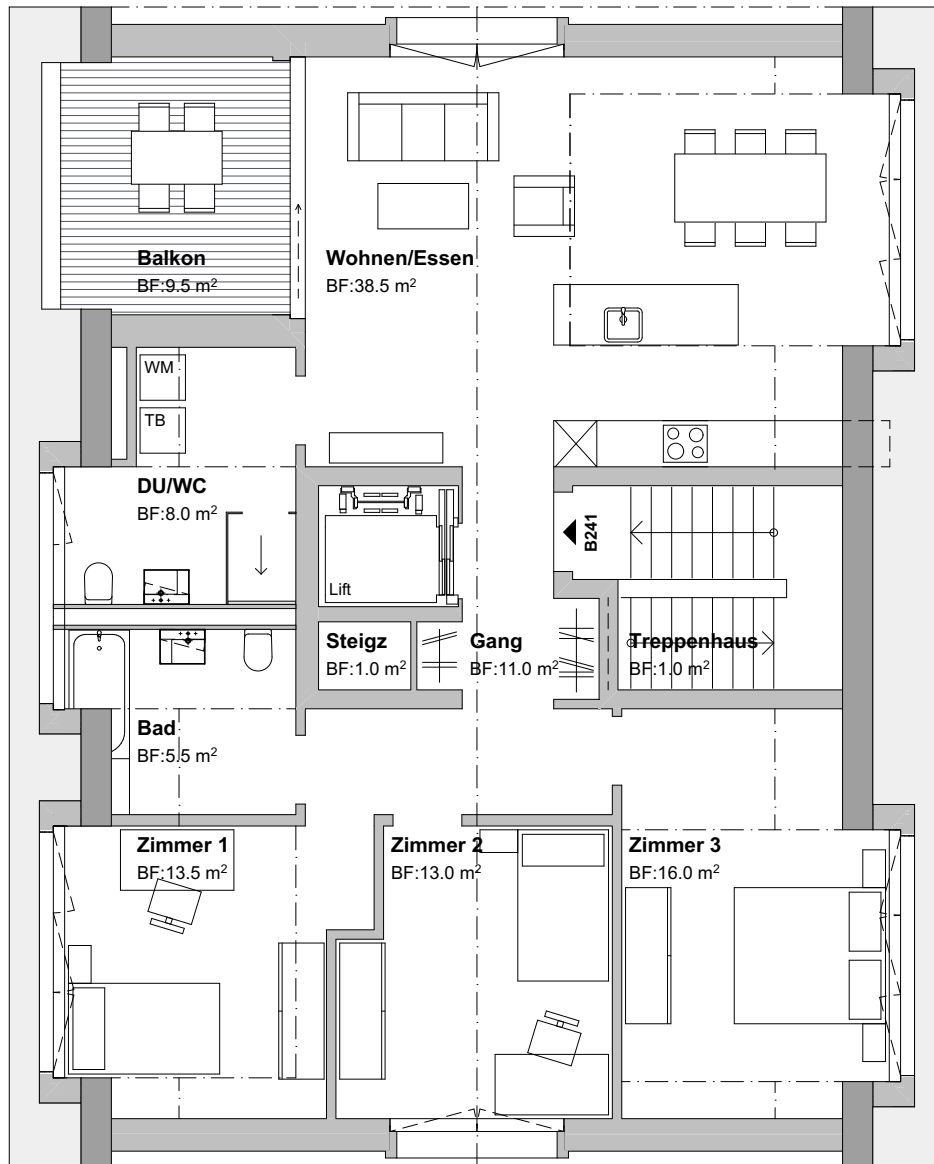 Balkon
BF:9.5 m²
Wohnen/Essen
BF:38.5 m²
WM
TB
DU/WC
BF:8.0 m²
B241
Lift
Steigz
BF:1.0 m²
Gang
BF:11.0 m²
Treppenhaus
BF:1.0 m²
Bad
BF:5.5 m²
Zimmer 1
BF:13.5 m²
Zimmer 2
BF:13.0 m²
Zimmer 3
BF:16.0 m²